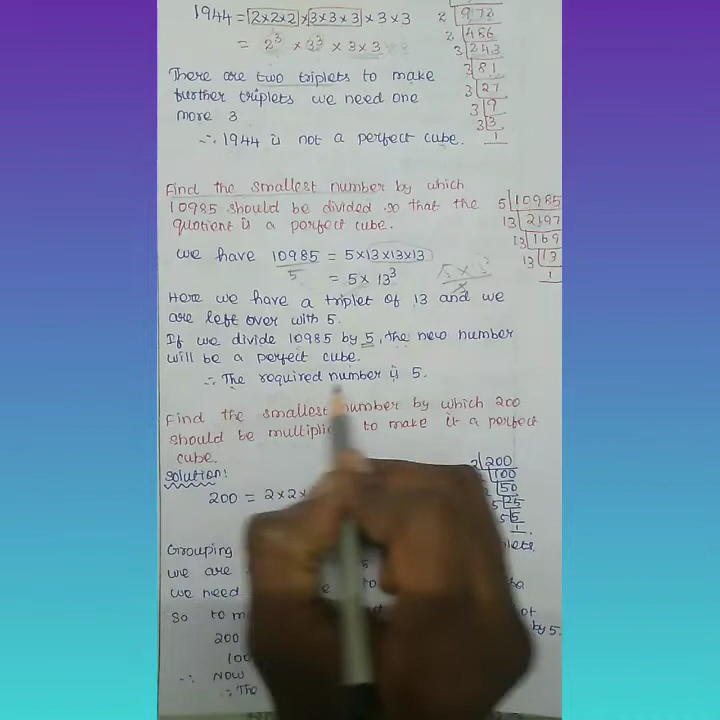 1944 = 2×2×2 × 3×3×3 × 3×3
= 2³ × 3³ × 3×3
There are two triplets to make
further triplets we need one
more 3
∴ 1944 is not a perfect cube.
2 972
2 486
3 243
3 81
3 27
3 9
3 3
1
Find the smallest number by which
10985 should be divided so that the
quotient is a perfect cube.
we have 10985 = 5×13×13×13
5
= 5×13³
5 10985
13 2197
13 169
13 13
1
Here we have a triplet of 13 and we
are left over with 5.
If we divide 10985 by 5, the new number
will be a perfect cube.
∴ The required number is 5.
Find the smallest number by which 200
should be to make it a perfect
cube.
solution:
200 = 2×2×
2 200
100
50
5 25
5 5
1
Grouping
we are
we need
so to
200
by 5.
∴ Now
∴ The